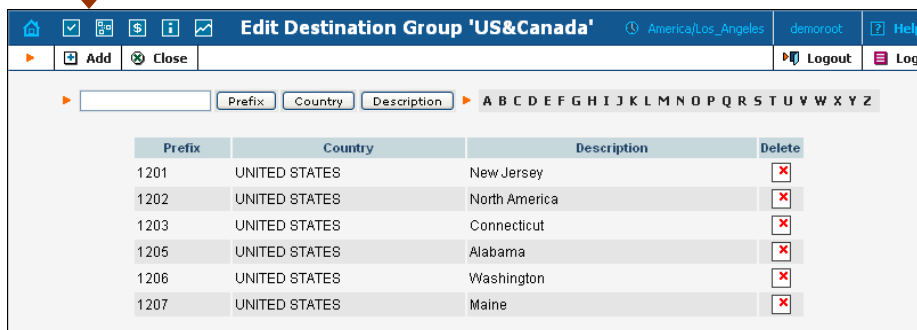 Edit Destination Group 'US&Canada' America/Los_Angeles demoroot ? Help
Add Close Logout Log
Prefix Country Description A B C D E F G H I J K L M N O P Q R S T U V W X Y Z
Prefix Country Description Delete
1201 UNITED STATES New Jersey
1202 UNITED STATES North America
1203 UNITED STATES Connecticut
1205 UNITED STATES Alabama
1206 UNITED STATES Washington
1207 UNITED STATES Maine